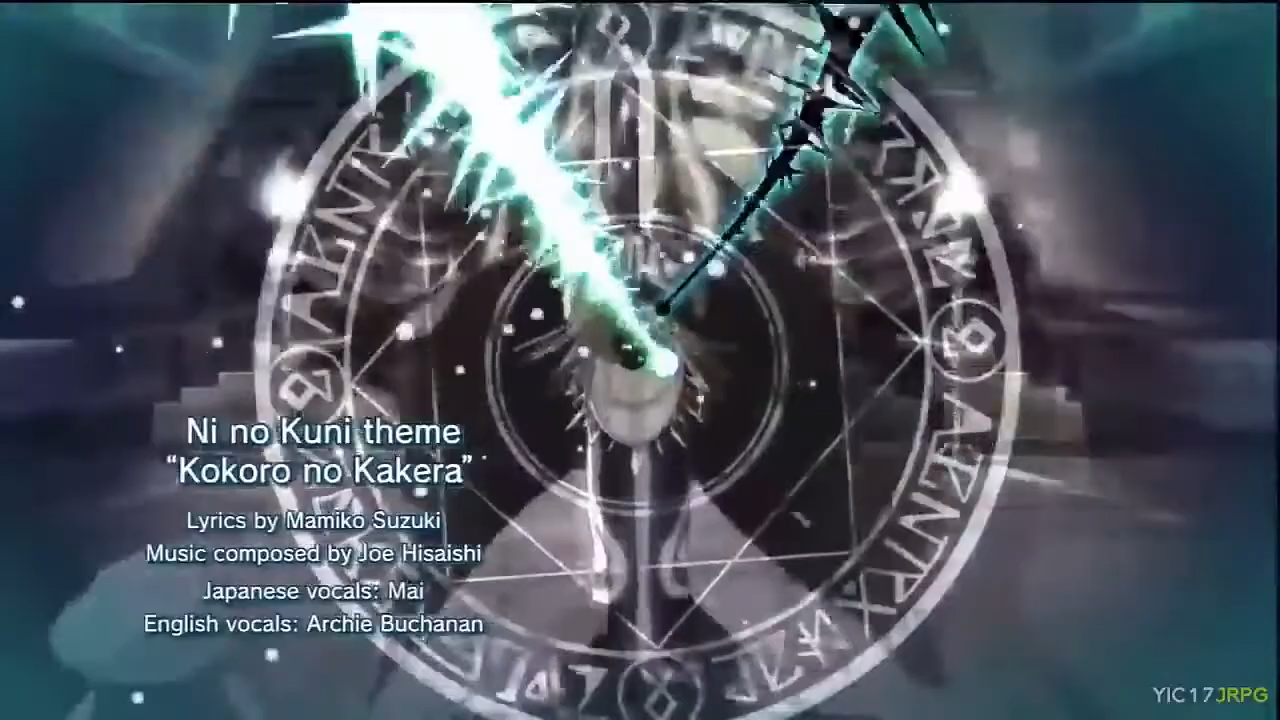 Ni no Kuni theme
“Kokoro no Kakera”
Lyrics by Mamiko Suzuki
Music composed by Joe Hisaishi
Japanese vocals: Mai
English vocals: Archie Buchanan
YIC17JRPG